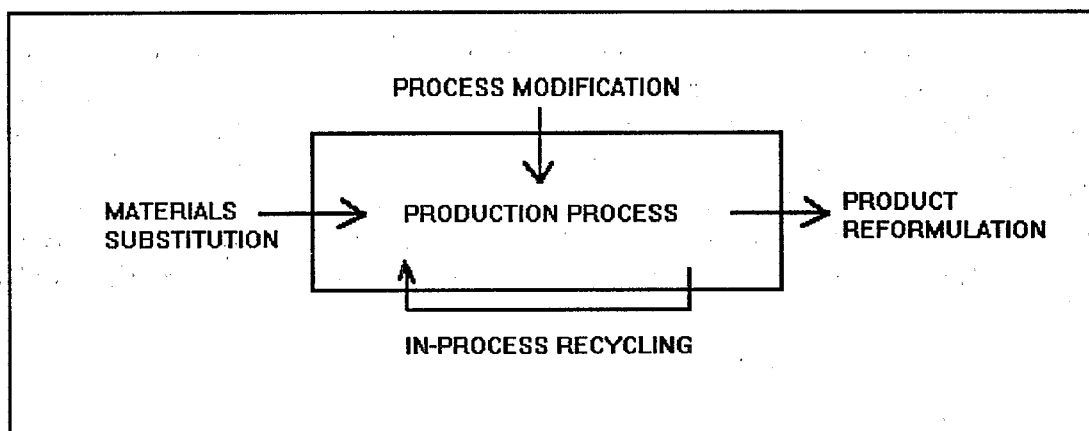 PROCESS MODIFICATION
MATERIALS
SUBSTITUTION
PRODUCTION PROCESS
PRODUCT
REFORMULATION
IN-PROCESS RECYCLING